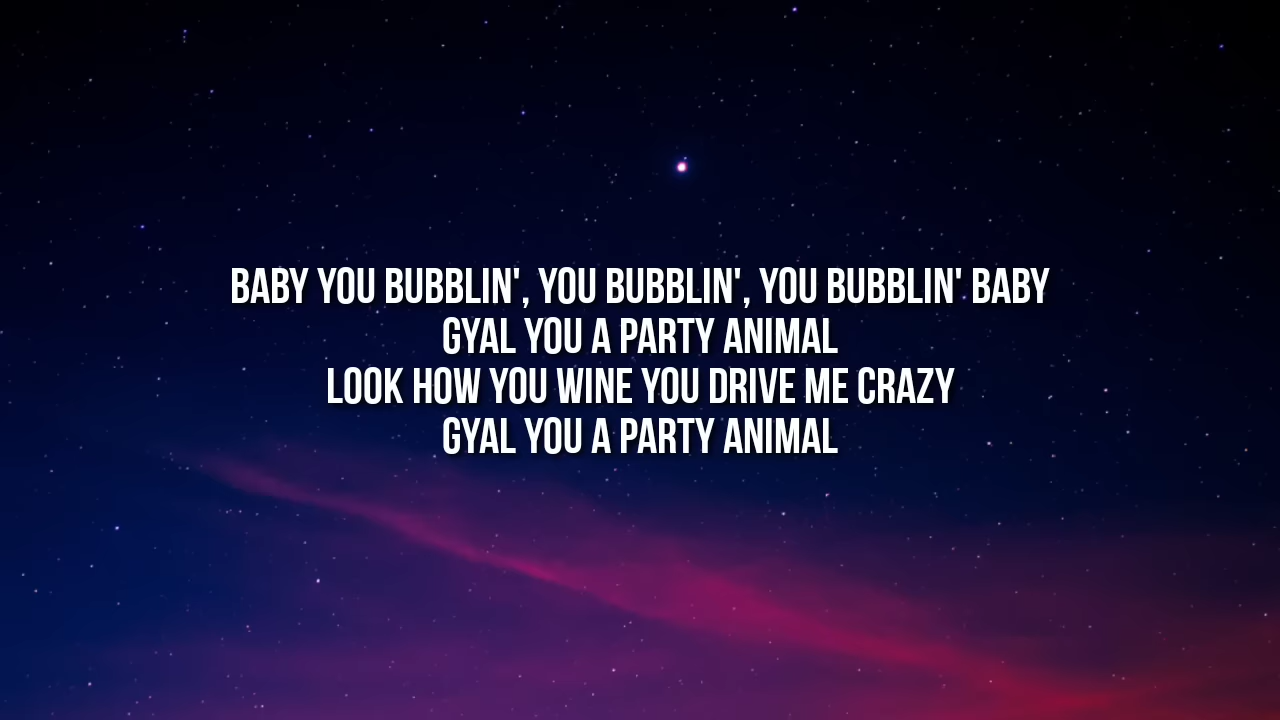 BABY YOU BUBBLIN', YOU BUBBLIN', YOU BUBBLIN' BABY
GYAL YOU A PARTY ANIMAL
LOOK HOW YOU WINE YOU DRIVE ME CRAZY
GYAL YOU A PARTY ANIMAL